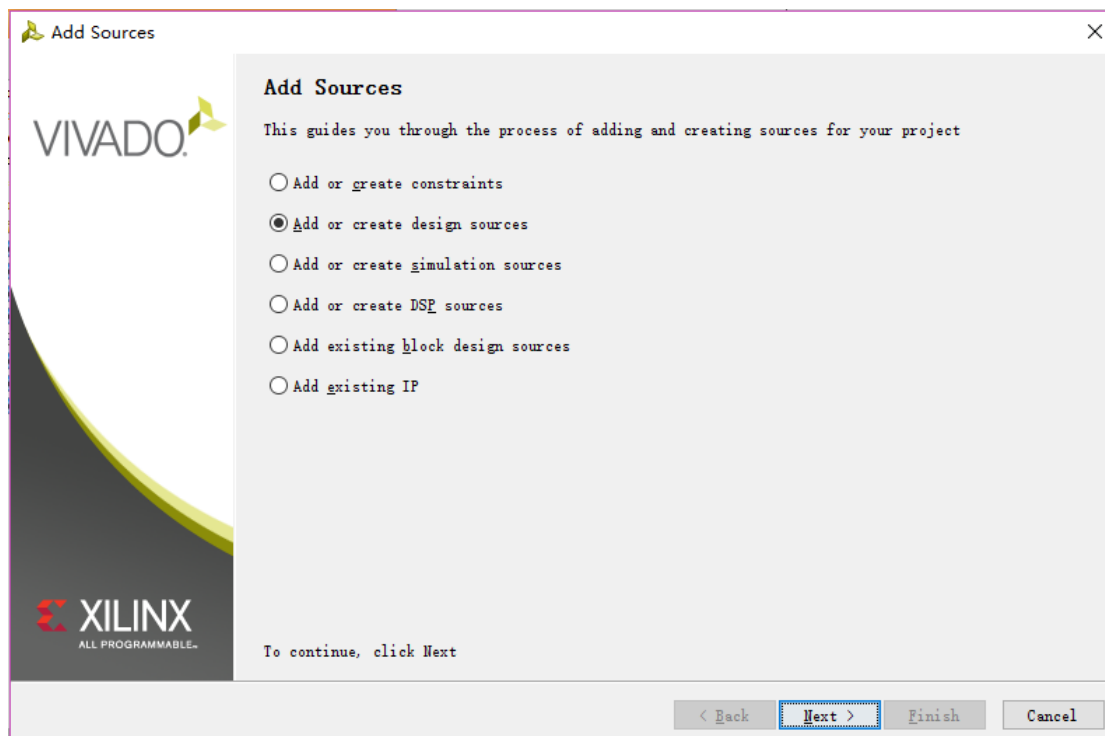 Add Sources
VIVADO.
Add Sources
This guides you through the process of adding and creating sources for your project
Add or create constraints
Add or create design sources
Add or create simulation sources
Add or create DSP sources
Add existing block design sources
Add existing IP
XILINX
ALL PROGRAMMABLE™
To continue, click Next
< Back
Next >
Finish
Cancel